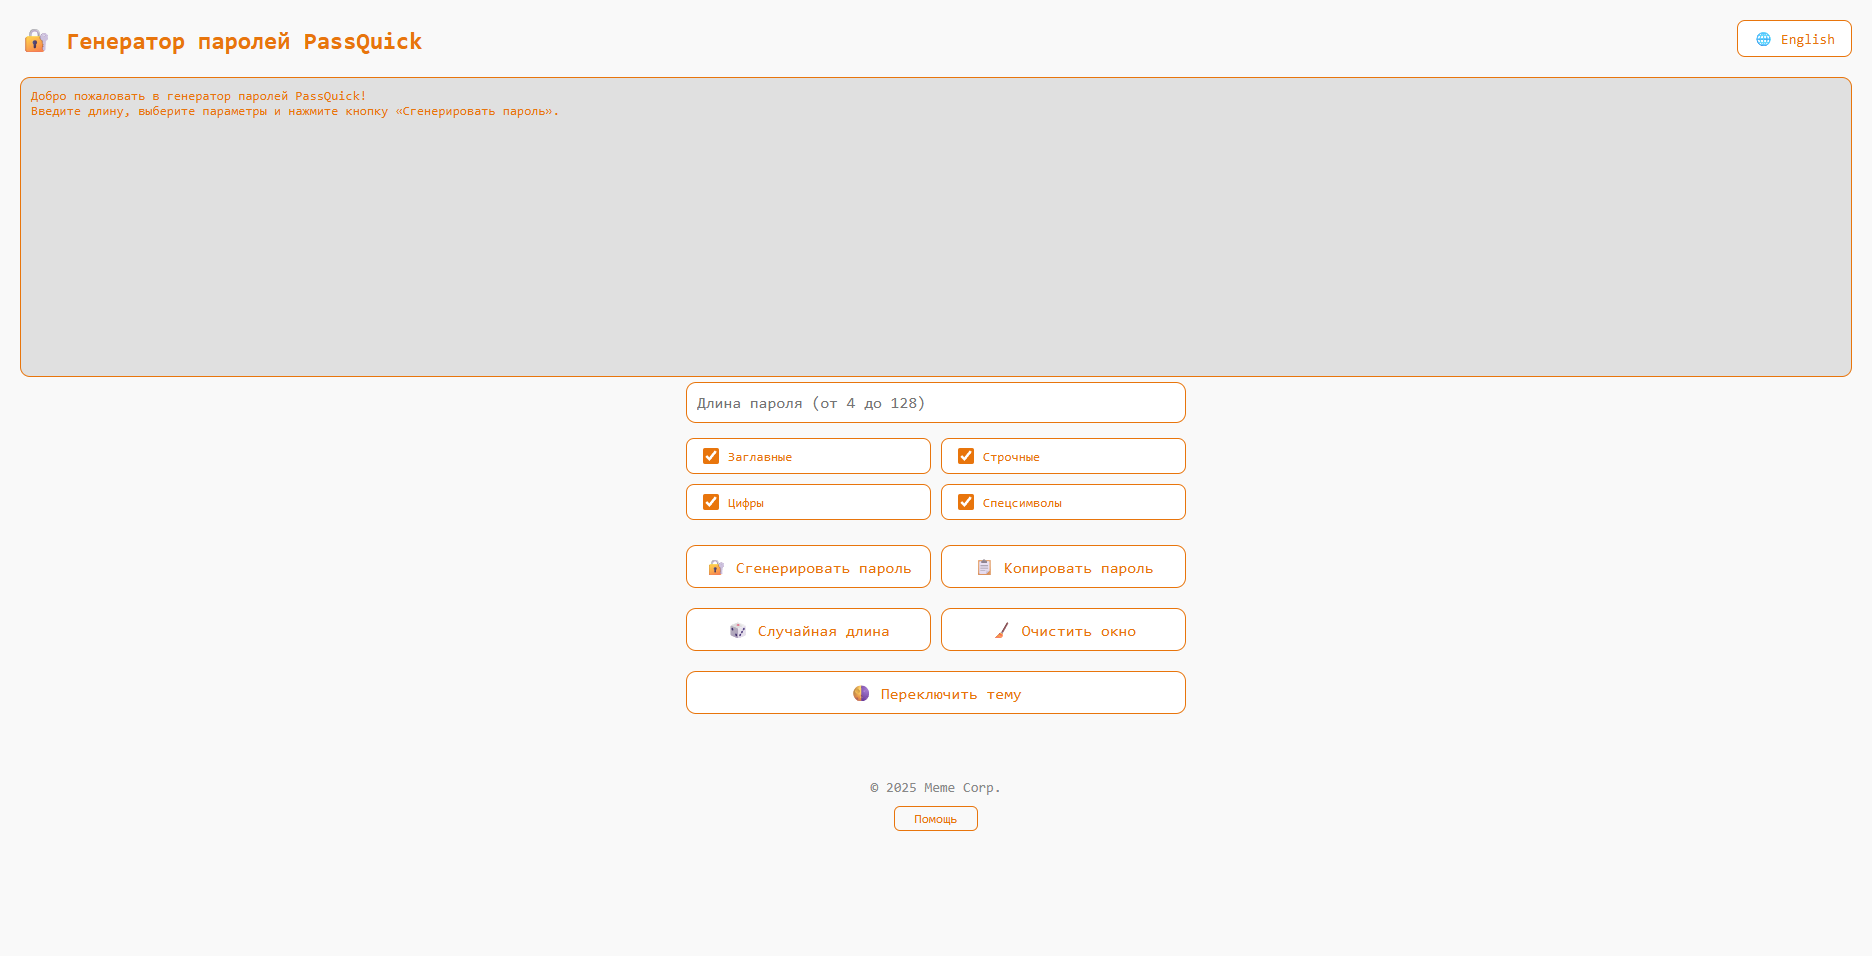 Генератор паролей PassQuick
English
Добро пожаловать в генератор паролей PassQuick!
Введите длину, выберите параметры и нажмите кнопку «Сгенерировать пароль».
Длина пароля (от 4 до 128)
Заглавные
Строчные
Цифры
Спецсимволы
Сгенерировать пароль
Копировать пароль
Случайная длина
Очистить окно
Переключить тему
© 2025 Meme Corp.
Помощь